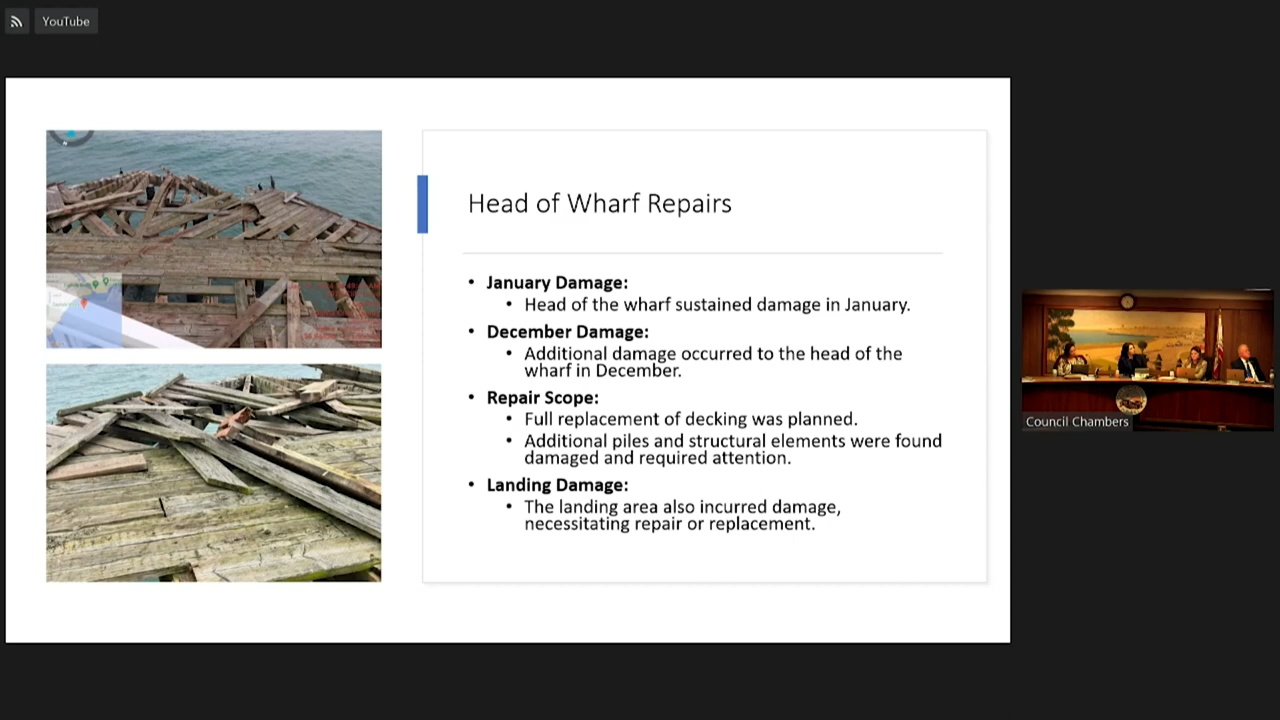 YouTube
Head of Wharf Repairs
• January Damage:
• Head of the wharf sustained damage in January.
• December Damage:
• Additional damage occurred to the head of the
wharf in December.
• Repair Scope:
• Full replacement of decking was planned.
• Additional piles and structural elements were found
damaged and required attention.
• Landing Damage:
• The landing area also incurred damage,
necessitating repair or replacement.
Council Chambers